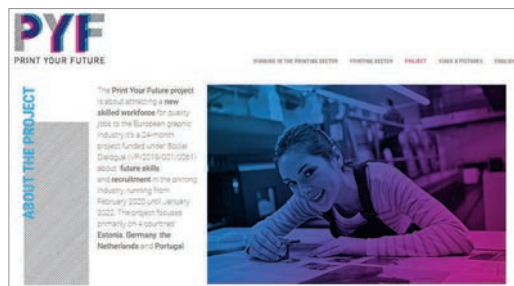 PYF
PRINT YOUR FUTURE
WORKING IN THE PRINTING SECTOR PRINTING SECTOR PROJECT VIDEO & PICTURES ENGLISH
ABOUT THE PROJECT
The Print Your Future project
is about attracting a new
skilled workforce for quality
jobs to the European graphic
industry. It's a 24-month
project funded under Social
Dialogue (VP/2019/001/0061)
about future skills
and recruitment in the printing
industry, running from
February 2020 until January
2022. The project focuses
primarily on 4 countries:
Estonia, Germany, the
Netherlands and Portugal